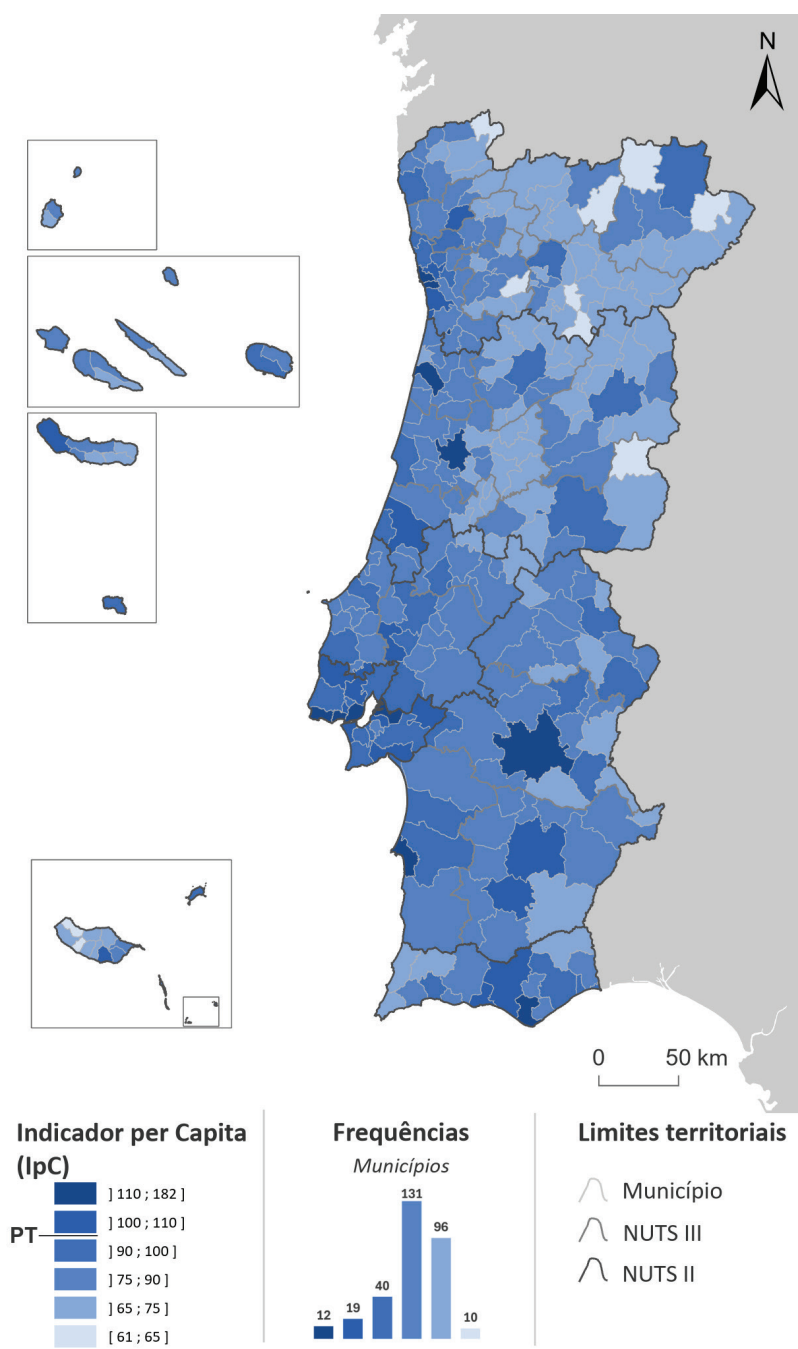 N
0 50 km
Indicador per Capita
(IpC)
] 110 ; 182 ]
] 100 ; 110 ]
PT
] 90 ; 100 ]
] 75 ; 90 ]
] 65 ; 75 ]
[ 61 ; 65 ]
Frequências
Municípios
12
19
40
131
96
10
Limites territoriais
Município
NUTS III
NUTS II